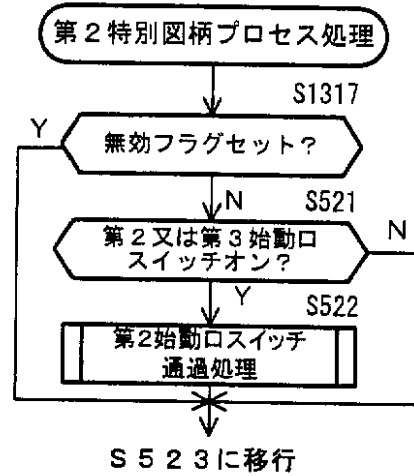 第2特別図柄プロセス処理
S1317
Y
無効フラグセット？
N
S521
N
第2又は第3始動口
スイッチオン？
Y
S522
第2始動口スイッチ
通過処理
S523に移行